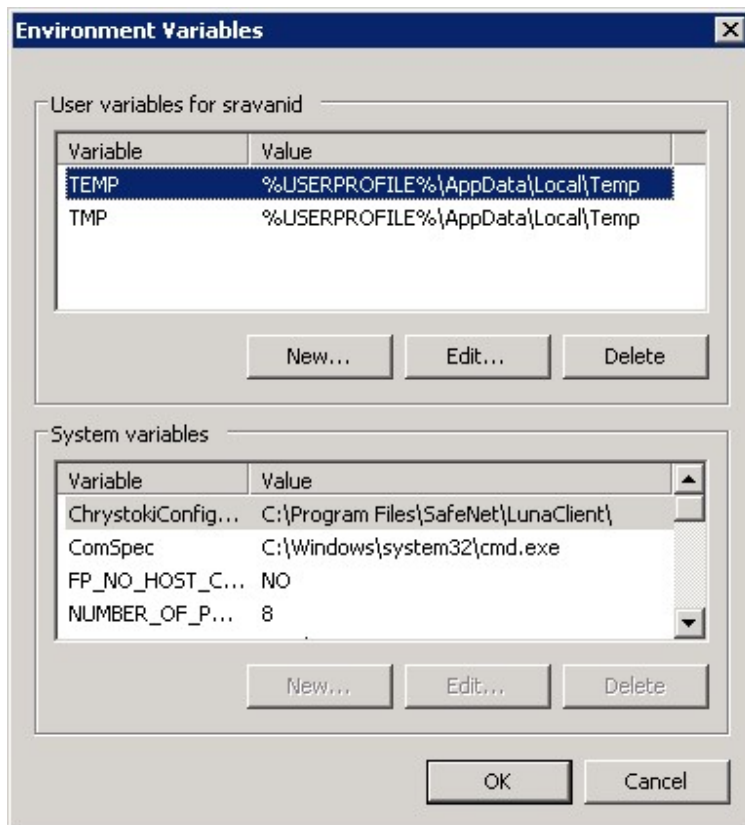 Environment Variables
User variables for sravanid
Variable Value
TEMP %USERPROFILE%\AppData\Local\Temp
TMP %USERPROFILE%\AppData\Local\Temp
New... Edit... Delete
System variables
Variable Value
ChrystokiConfig... C:\Program Files\SafeNet\LunaClient\
ComSpec C:\Windows\system32\cmd.exe
FP_NO_HOST_C... NO
NUMBER_OF_P... 8
New... Edit... Delete
OK Cancel